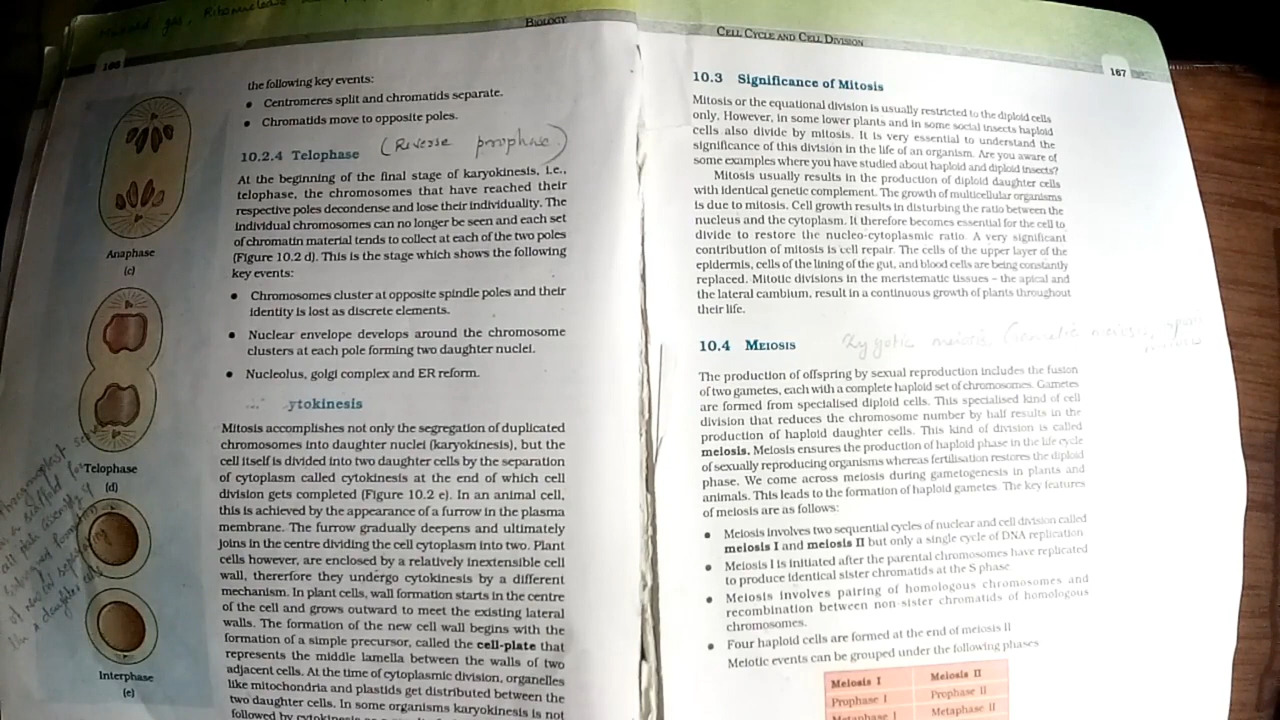 BIOLOGY
166
the following key events:
• Centromeres split and chromatids separate.
• Chromatids move to opposite poles.
10.2.4 Telophase (Reverse prophase)
At the beginning of the final stage of karyokinesis, i.e.,
telophase, the chromosomes that have reached their
respective poles decondense and lose their individuality. The
individual chromosomes can no longer be seen and each set
of chromatin material tends to collect at each of the two poles
(Figure 10.2 d). This is the stage which shows the following
key events:
• Chromosomes cluster at opposite spindle poles and their
identity is lost as discrete elements.
• Nuclear envelope develops around the chromosome
clusters at each pole forming two daughter nuclei.
• Nucleolus, golgi complex and ER reform.
ytokinesis
Mitosis accomplishes not only the segregation of duplicated
chromosomes into daughter nuclei (karyokinesis), but the
cell itself is divided into two daughter cells by the separation
of cytoplasm called cytokinesis at the end of which cell
division gets completed (Figure 10.2 e). In an animal cell,
this is achieved by the appearance of a furrow in the plasma
membrane. The furrow gradually deepens and ultimately
joins in the centre dividing the cell cytoplasm into two. Plant
cells however, are enclosed by a relatively inextensible cell
wall, thererfore they undergo cytokinesis by a different
mechanism. In plant cells, wall formation starts in the centre
of the cell and grows outward to meet the existing lateral
walls. The formation of the new cell wall begins with the
formation of a simple precursor, called the cell-plate that
represents the middle lamella between the walls of two
adjacent cells. At the time of cytoplasmic division, organelles
like mitochondria and plastids get distributed between the
two daughter cells. In some organisms karyokinesis is not
followed by cytokinesis
Anaphase
(c)
Telophase
(d)
Interphase
(e)
CELL CYCLE AND CELL DIVISION
167
10.3 Significance of Mitosis
Mitosis or the equational division is usually restricted to the diploid cells
only. However, in some lower plants and in some social insects haploid
cells also divide by mitosis. It is very essential to understand the
significance of this division in the life of an organism. Are you aware of
some examples where you have studied about haploid and diploid insects?
Mitosis usually results in the production of diploid daughter cells
with identical genetic complement. The growth of multicellular organisms
is due to mitosis. Cell growth results in disturbing the ratio between the
nucleus and the cytoplasm. It therefore becomes essential for the cell to
divide to restore the nucleo-cytoplasmic ratio. A very significant
contribution of mitosis is cell repair. The cells of the upper layer of the
epidermis, cells of the lining of the gut, and blood cells are being constantly
replaced. Mitotic divisions in the meristematic tissues – the apical and
the lateral cambium, result in a continuous growth of plants throughout
their life.
10.4 MEIOSIS Zygotic meiosis, Gametic meiosis,
The production of offspring by sexual reproduction includes the fusion
of two gametes, each with a complete haploid set of chromosomes. Gametes
are formed from specialised diploid cells. This specialised kind of cell
division that reduces the chromosome number by half results in the
production of haploid daughter cells. This kind of division is called
meiosis. Meiosis ensures the production of haploid phase in the life cycle
of sexually reproducing organisms whereas fertilisation restores the diploid
phase. We come across meiosis during gametogenesis in plants and
animals. This leads to the formation of haploid gametes. The key features
of meiosis are as follows:
• Meiosis involves two sequential cycles of nuclear and cell division called
meiosis I and meiosis II but only a single cycle of DNA replication
• Meiosis I is initiated after the parental chromosomes have replicated
to produce identical sister chromatids at the S phase
• Meiosis involves pairing of homologous chromosomes and
recombination between non-sister chromatids of homologous
chromosomes.
• Four haploid cells are formed at the end of meiosis II
Meiotic events can be grouped under the following phases
Meiosis I Meiosis II
Prophase I Prophase II
Metaphase I Metaphase II